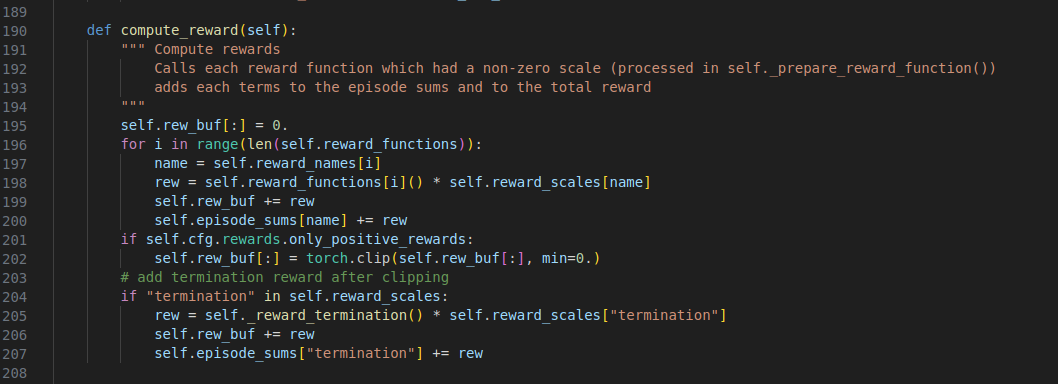 189
190 def compute_reward(self):
191 """ Compute rewards
192 Calls each reward function which had a non-zero scale (processed in self._prepare_reward_function())
193 adds each terms to the episode sums and to the total reward
194 """
195 self.rew_buf[:] = 0.
196 for i in range(len(self.reward_functions)):
197 name = self.reward_names[i]
198 rew = self.reward_functions[i]() * self.reward_scales[name]
199 self.rew_buf += rew
200 self.episode_sums[name] += rew
201 if self.cfg.rewards.only_positive_rewards:
202 self.rew_buf[:] = torch.clip(self.rew_buf[:], min=0.)
203 # add termination reward after clipping
204 if "termination" in self.reward_scales:
205 rew = self._reward_termination() * self.reward_scales["termination"]
206 self.rew_buf += rew
207 self.episode_sums["termination"] += rew
208